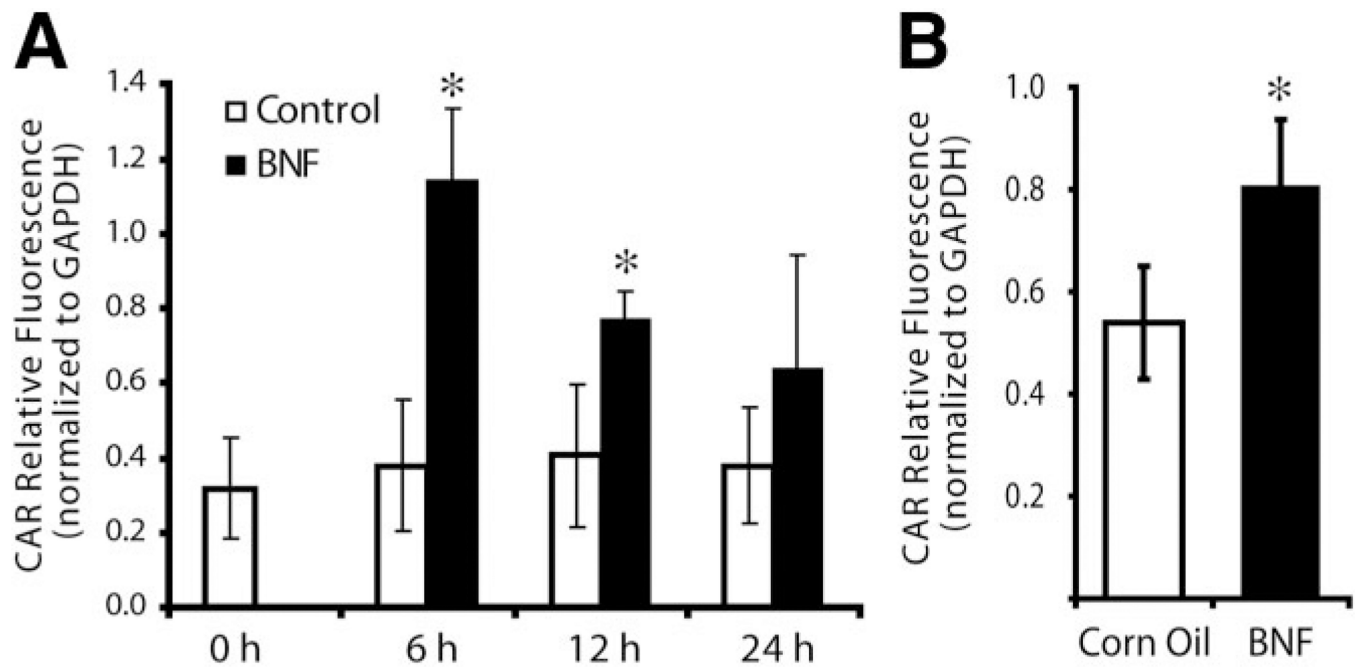 A
CAR Relative Fluorescence
(normalized to GAPDH)
1.4
1.2
1.0
0.8
0.6
0.4
0.2
0.0
Control
BNF
*
*
0 h
6 h
12 h
24 h
B
CAR Relative Fluorescence
(normalized to GAPDH)
1.0
0.8
0.6
0.4
0.2
*
Corn Oil
BNF